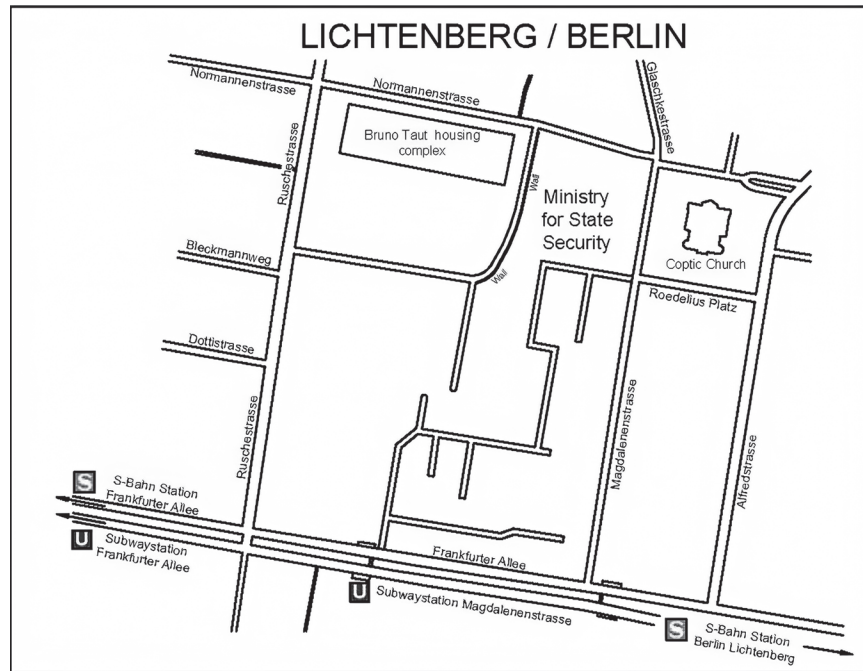 LICHTENBERG / BERLIN
Normannenstrasse
Normannenstrasse
Glaschkestrasse
Bruno Taut housing
complex
Ruschestrasse
Wall
Ministry
for State
Security
Coptic Church
Bleckmannweg
Wall
Roedelius Platz
Dottistrasse
Ruschestrasse
Magdalenenstrasse
Alfredstrasse
S
S-Bahn Station
Frankfurter Allee
U
Subwaystation
Frankfurter Allee
Frankfurter Allee
U
Subwaystation Magdalenenstrasse
S
S-Bahn Station
Berlin Lichtenberg